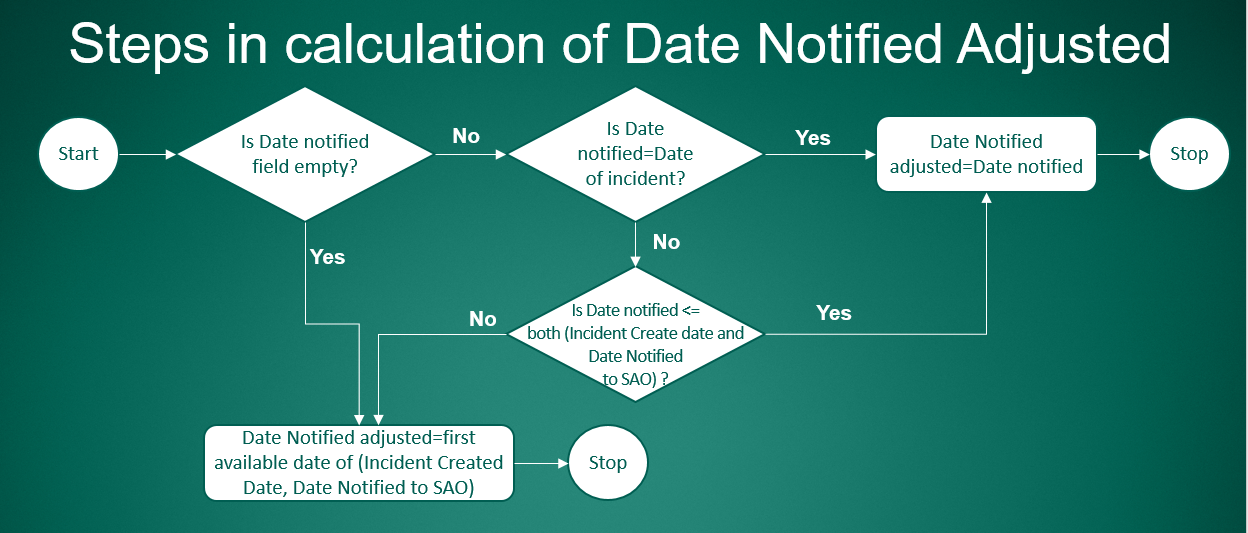 Steps in calculation of Date Notified Adjusted
Start
Is Date notified
field empty?
No
Is Date
notified=Date
of incident?
Yes
Date Notified
adjusted=Date notified
Stop
Yes
No
Is Date notified <=
both (Incident Create date and
Date Notified
to SAO) ?
No
Yes
Date Notified adjusted=first
available date of (Incident Created
Date, Date Notified to SAO)
Stop